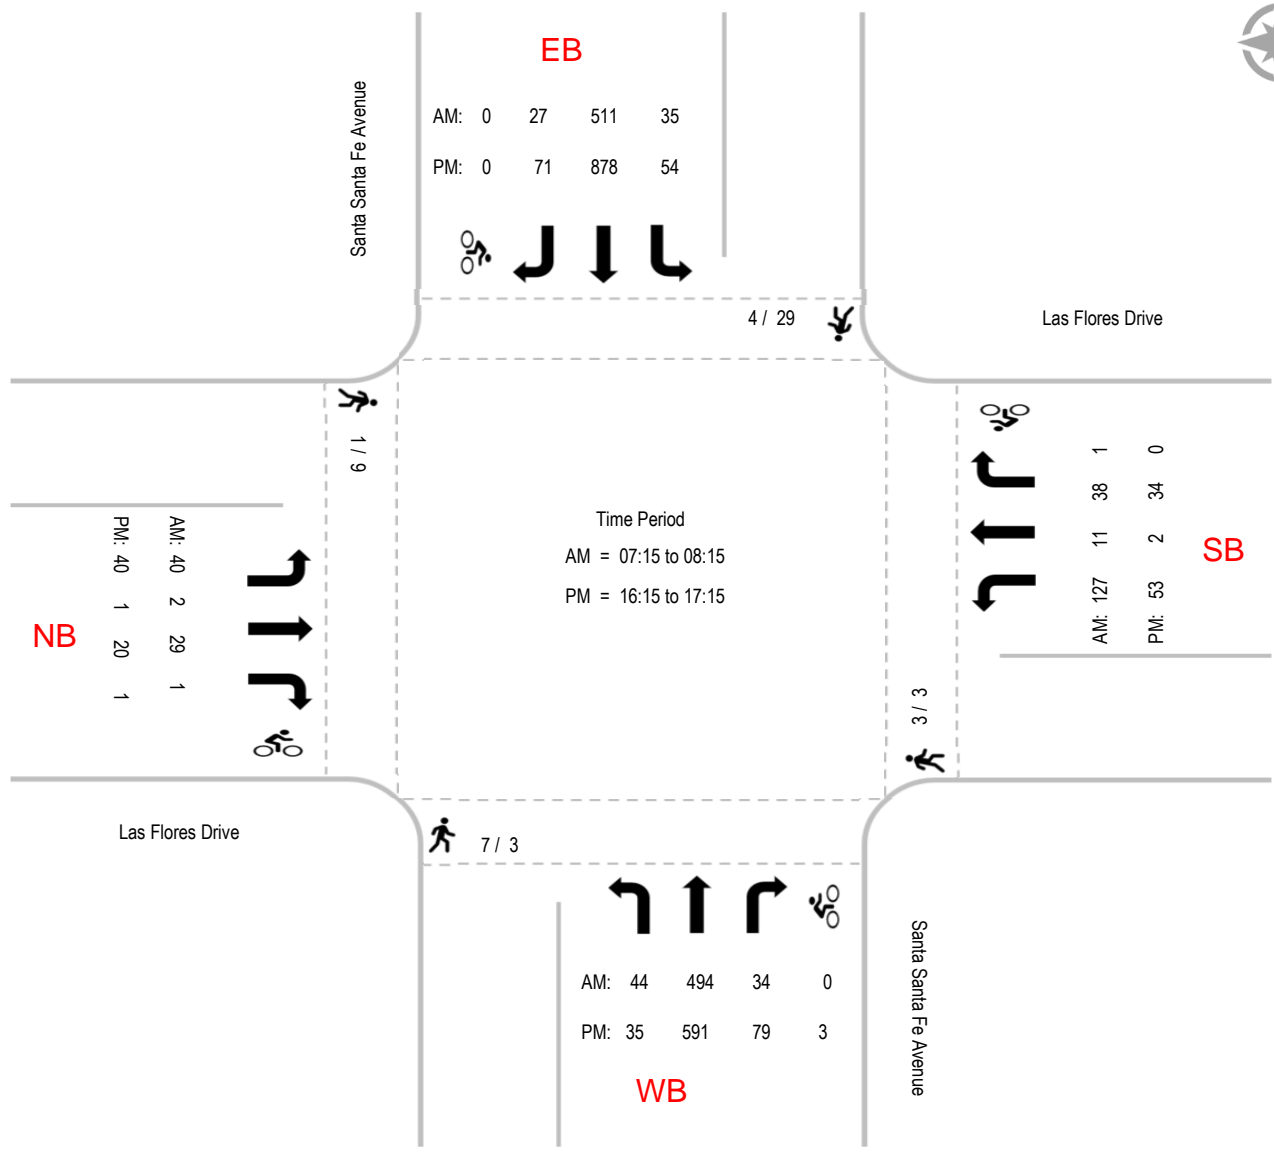 EB
Santa Santa Fe Avenue
AM: 0 27 511 35
PM: 0 71 878 54
4 / 29
Las Flores Drive
1 / 9
Time Period
AM = 07:15 to 08:15
PM = 16:15 to 17:15
AM: 127 11 38 1
PM: 53 2 34 0
SB
NB
AM: 40 2 29 1
PM: 40 1 20 1
3 / 3
Las Flores Drive
7 / 3
AM: 44 494 34 0
PM: 35 591 79 3
Santa Santa Fe Avenue
WB